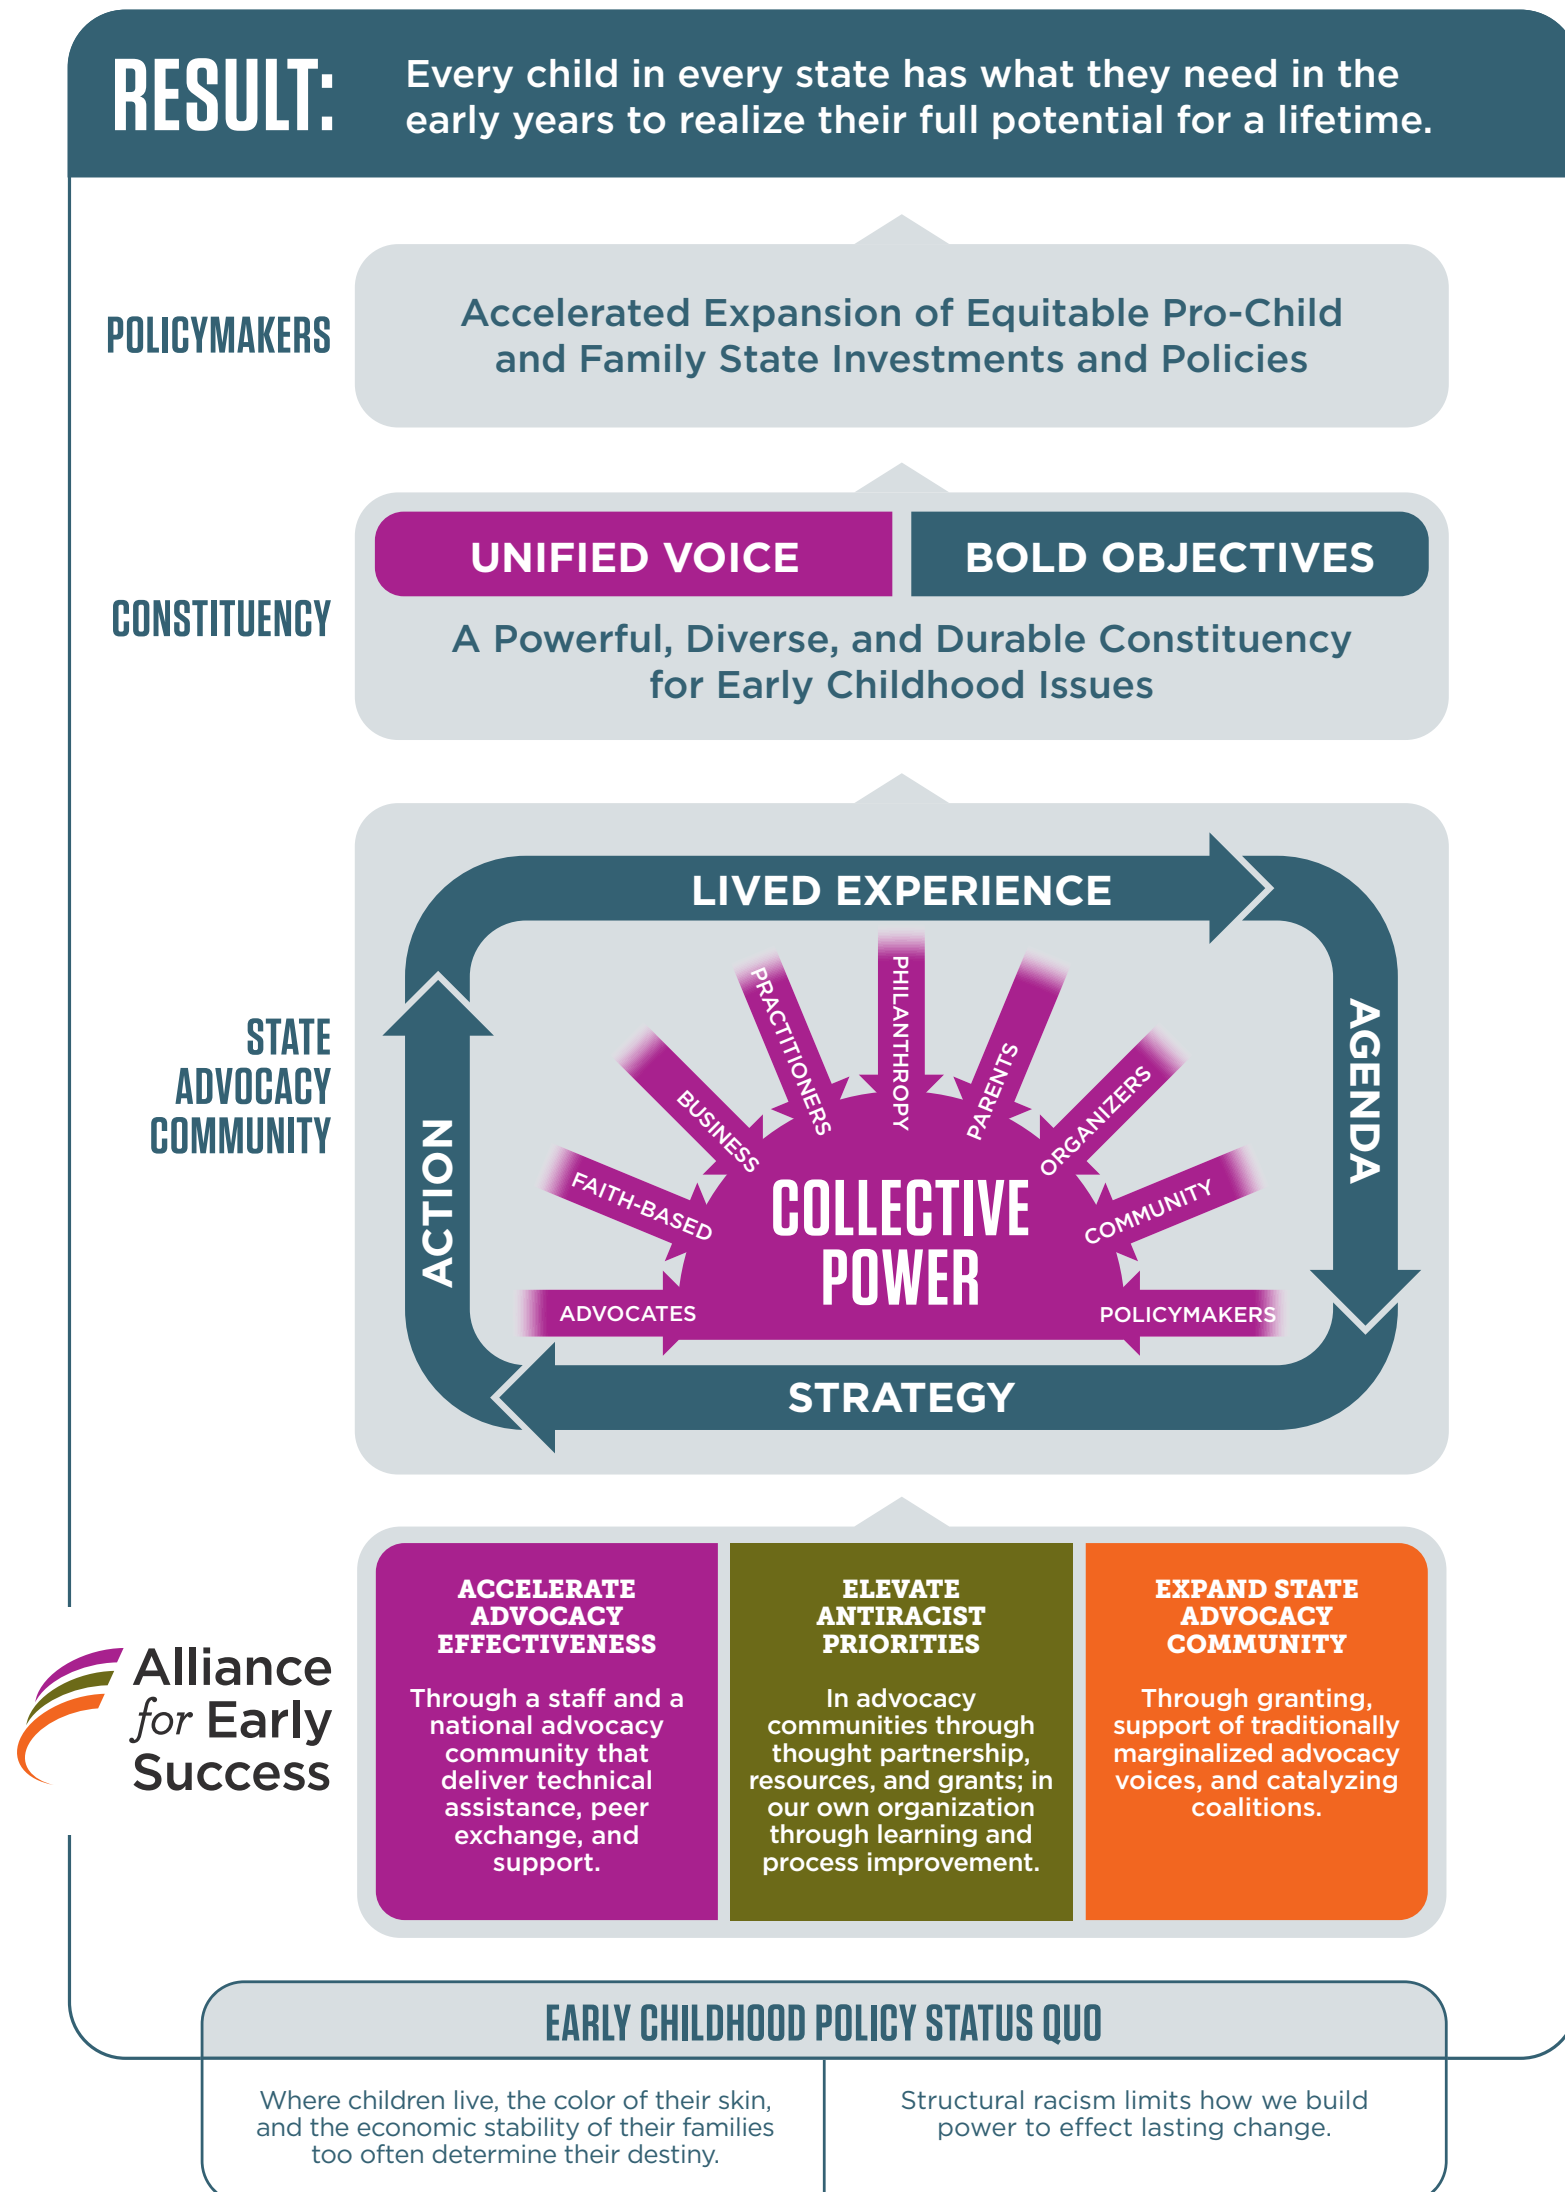 RESULT:
Every child in every state has what they need in the
early years to realize their full potential for a lifetime.
POLICYMAKERS
Accelerated Expansion of Equitable Pro-Child
and Family State Investments and Policies
CONSTITUENCY
UNIFIED VOICE
BOLD OBJECTIVES
A Powerful, Diverse, and Durable Constituency
for Early Childhood Issues
STATE
ADVOCACY
COMMUNITY
LIVED EXPERIENCE
AGENDA
STRATEGY
ACTION
ADVOCATES
FAITH-BASED
BUSINESS
PRACTITIONERS
PHILANTHROPY
PARENTS
ORGANIZERS
COMMUNITY
POLICYMAKERS
COLLECTIVE
POWER
Alliance
for Early
Success
ACCELERATE
ADVOCACY
EFFECTIVENESS
Through a staff and a
national advocacy
community that
deliver technical
assistance, peer
exchange, and
support.
ELEVATE
ANTIRACIST
PRIORITIES
In advocacy
communities through
thought partnership,
resources, and grants; in
our own organization
through learning and
process improvement.
EXPAND STATE
ADVOCACY
COMMUNITY
Through granting,
support of traditionally
marginalized advocacy
voices, and catalyzing
coalitions.
EARLY CHILDHOOD POLICY STATUS QUO
Where children live, the color of their skin,
and the economic stability of their families
too often determine their destiny.
Structural racism limits how we build
power to effect lasting change.